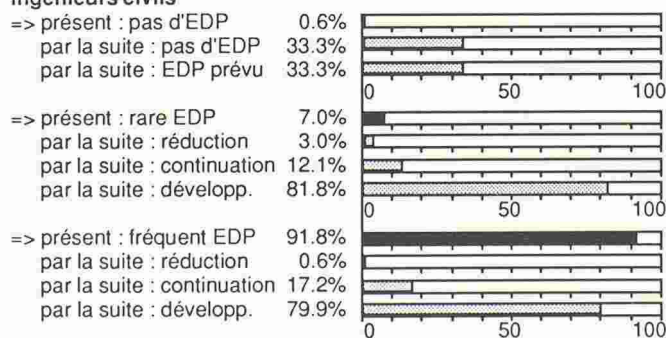 ingénieurs civils
=> présent : pas d'EDP 0.6%
par la suite : pas d'EDP 33.3%
par la suite : EDP prévu 33.3%
0 50 100
=> présent : rare EDP 7.0%
par la suite : réduction 3.0%
par la suite : continuation 12.1%
par la suite : développ. 81.8%
0 50 100
=> présent : fréquent EDP 91.8%
par la suite : réduction 0.6%
par la suite : continuation 17.2%
par la suite : développ. 79.9%
0 50 100